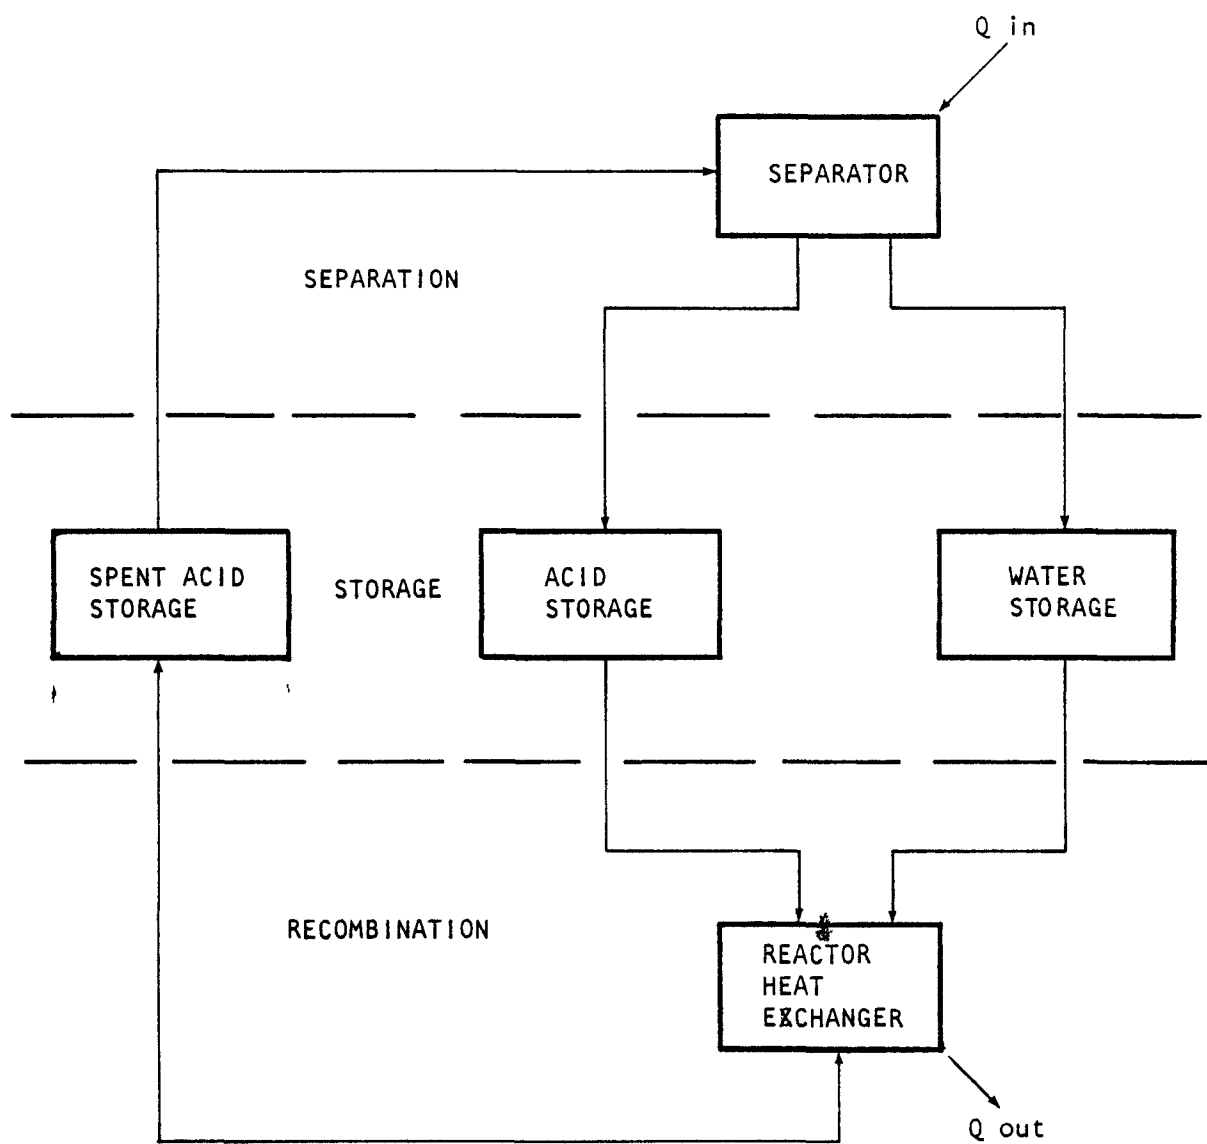 Q in
SEPARATOR
SEPARATION
SPENT ACID
STORAGE
STORAGE
ACID
STORAGE
WATER
STORAGE
RECOMBINATION
REACTOR
HEAT
EXCHANGER
Q out